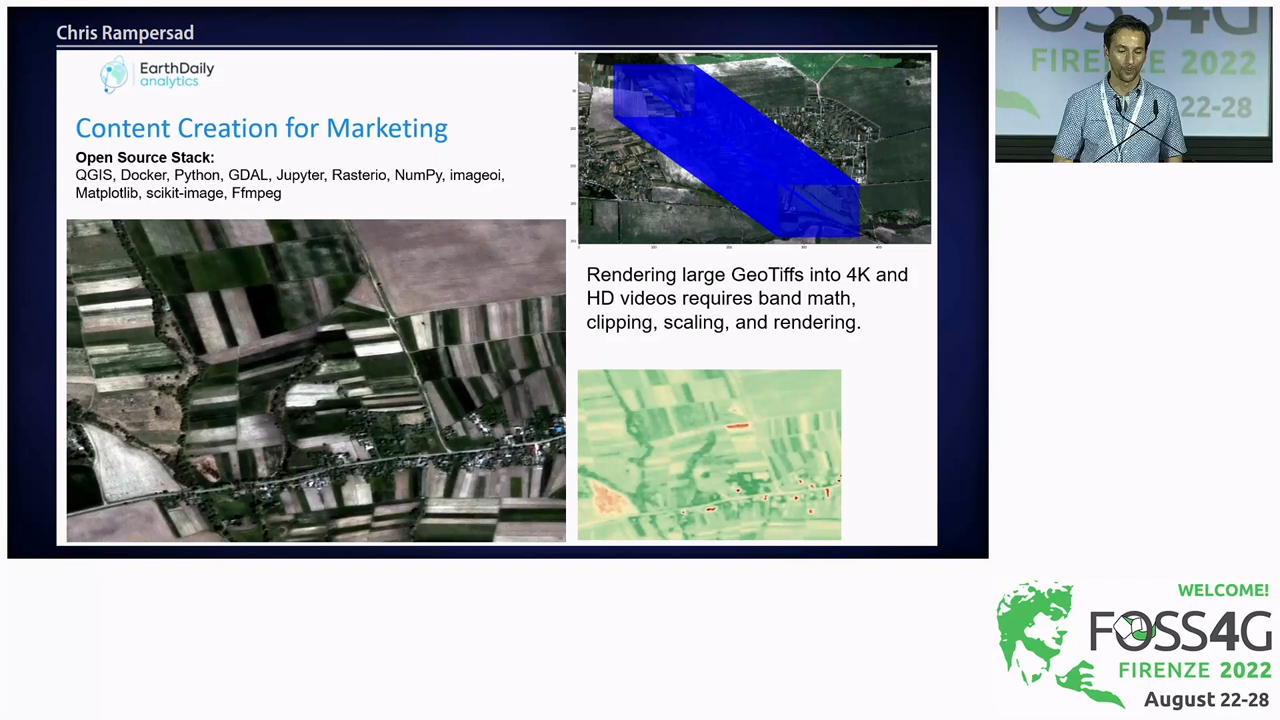 Chris Rampersad
EarthDaily
analytics
Content Creation for Marketing
Open Source Stack:
QGIS, Docker, Python, GDAL, Jupyter, Rasterio, NumPy, imageoi,
Matplotlib, scikit-image, Ffmpeg
Rendering large GeoTiffs into 4K and
HD videos requires band math,
clipping, scaling, and rendering.
FOSS4G
FIRENZE 2022
22-28
WELCOME!
FOSS4G
FIRENZE 2022
August 22-28